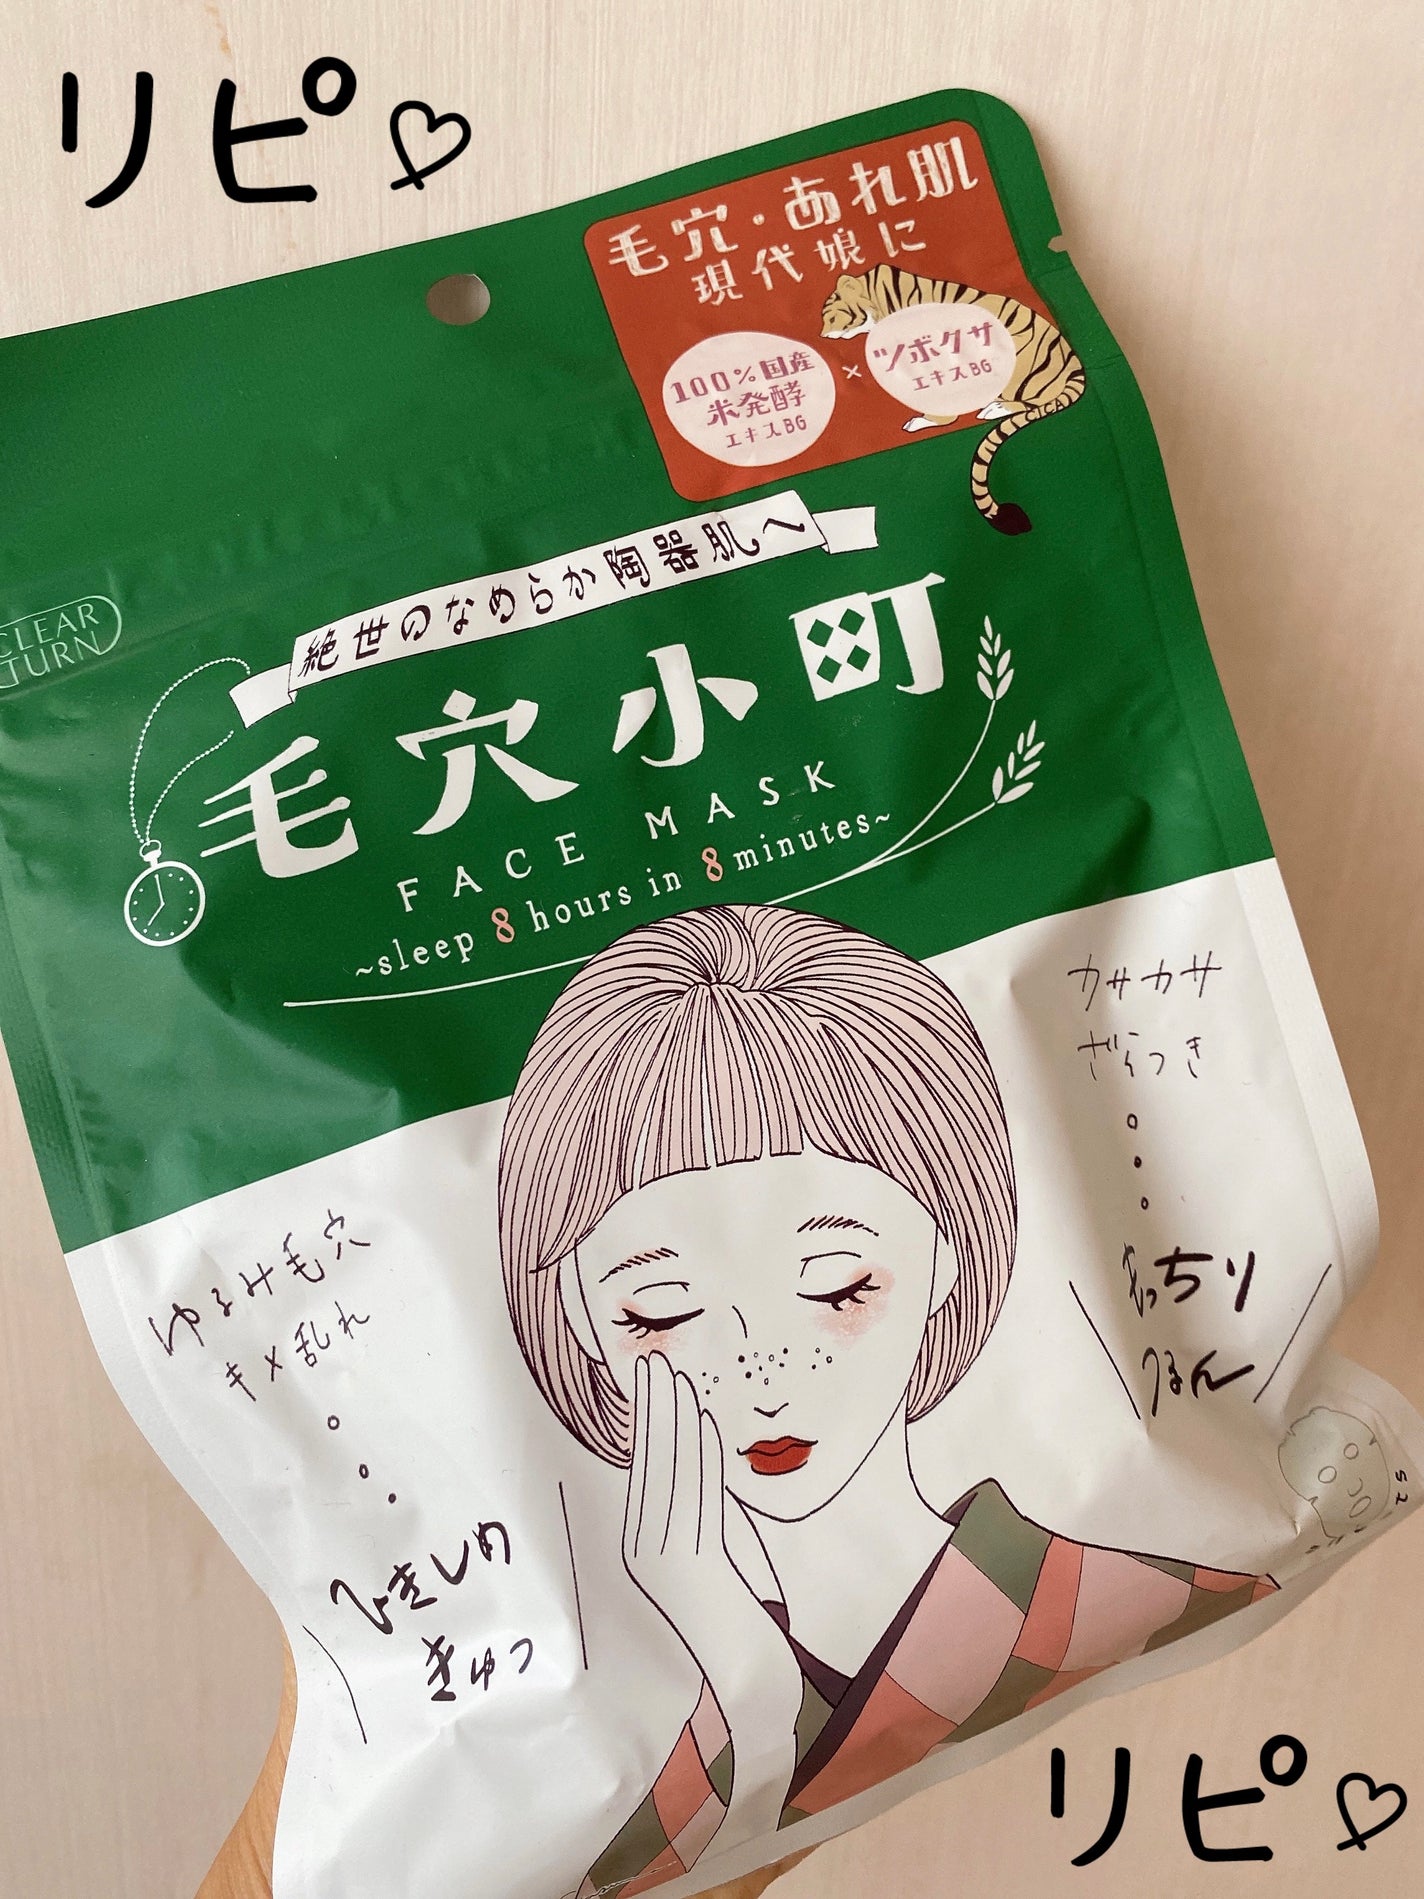 リピ♡
毛穴・あれ肌
現代娘に
100%国産
米発酵
エキスBG
×
ツボクサ
エキスBG
CICA
CLEAR
TURN
絶世のなめらか陶器肌へ
毛穴小町
FACE MASK
~sleep 8 hours in 8 minutes~
カサカサ
ざらつき
もっちり
ゆるみ毛穴
キメ乱れ
ひきしめ
きゅっ
リピ♡